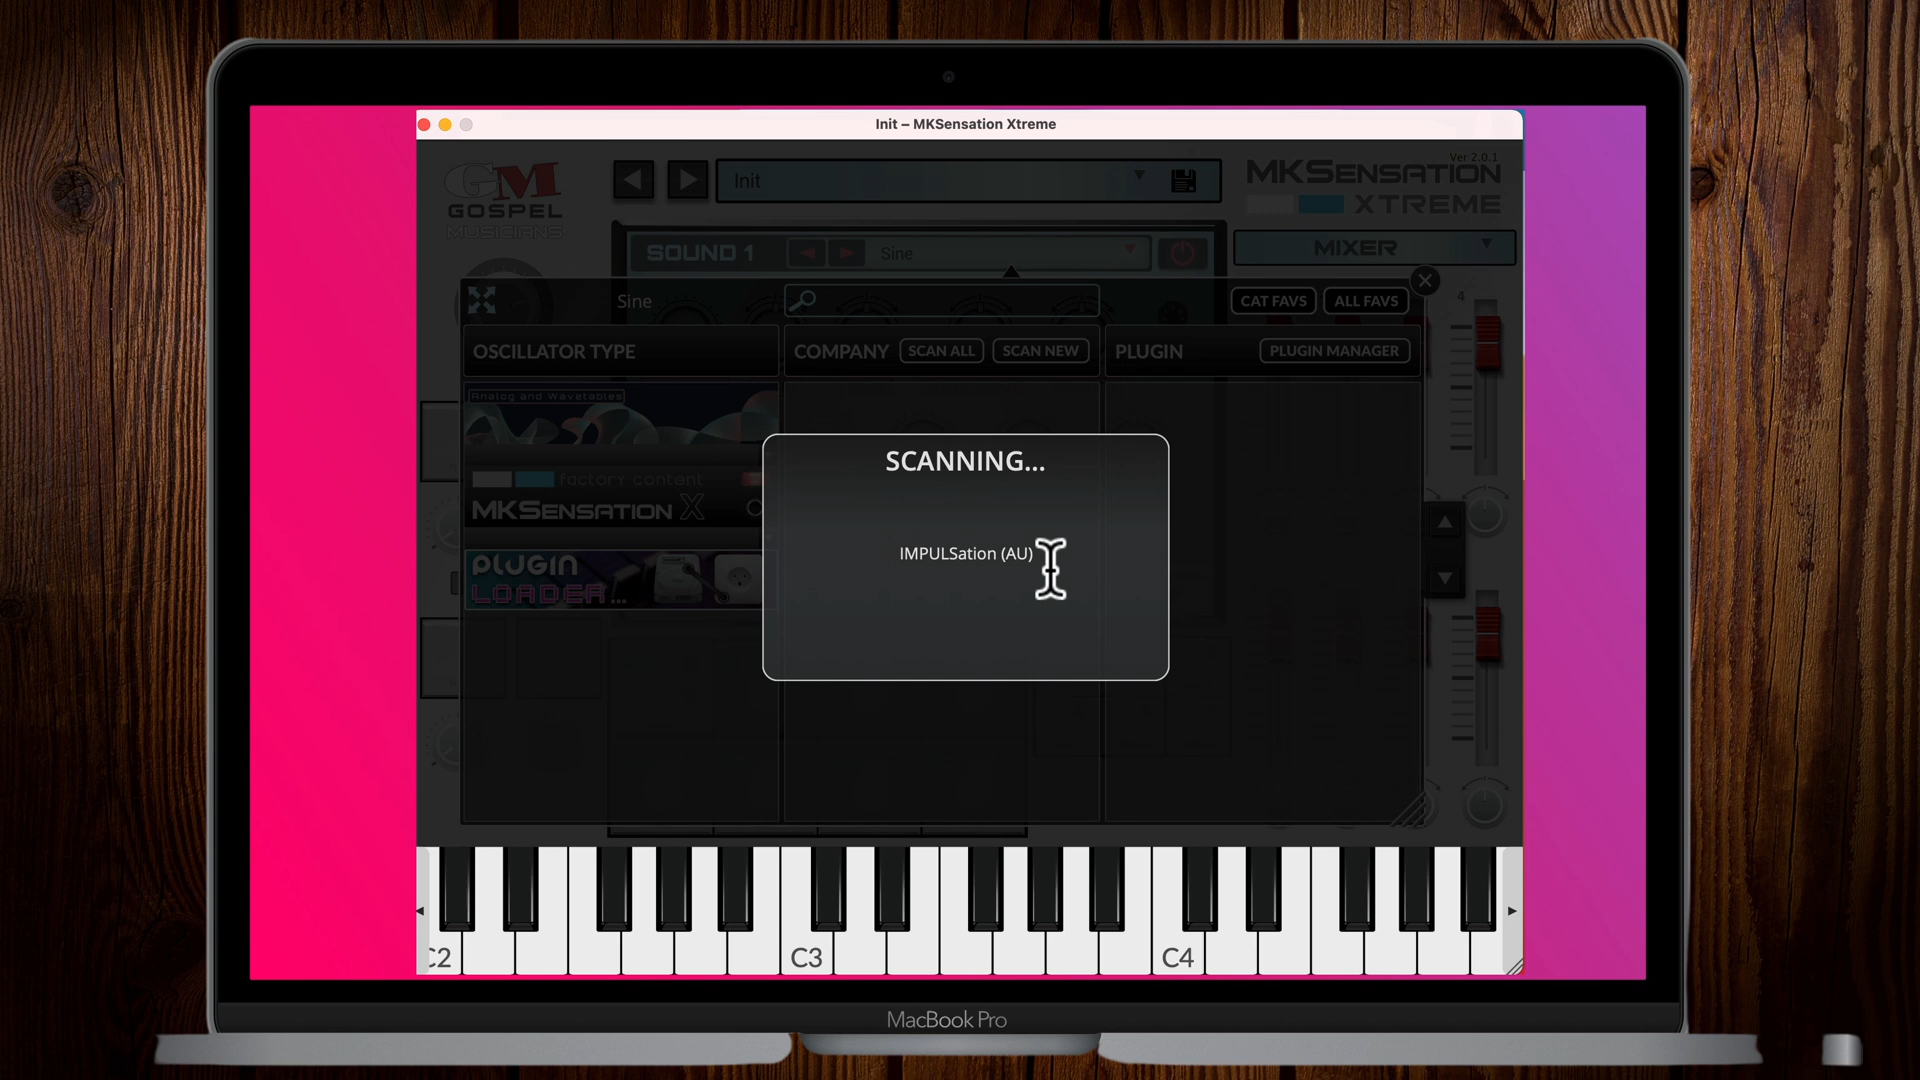 Init – MKSensation Xtreme
GM
GOSPEL
MUSICIANS
Init
Ver 2.0.1
MKSENSATION
XTREME
SOUND 1
Sine
MIXER
Sine
CAT FAVS
ALL FAVS
4
OSCILLATOR TYPE
COMPANY
SCAN ALL
SCAN NEW
PLUGIN
PLUGIN MANAGER
Analog and Wavetables
SCANNING...
factory content
MKSENSATION X
IMPULSation (AU)
PLUGIN
LOADER...
C2
C3
C4
MacBook Pro